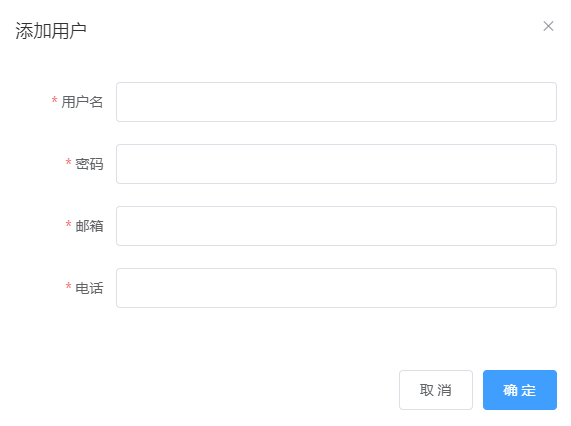 添加用户
* 用户名
* 密码
* 邮箱
* 电话
取 消 确 定